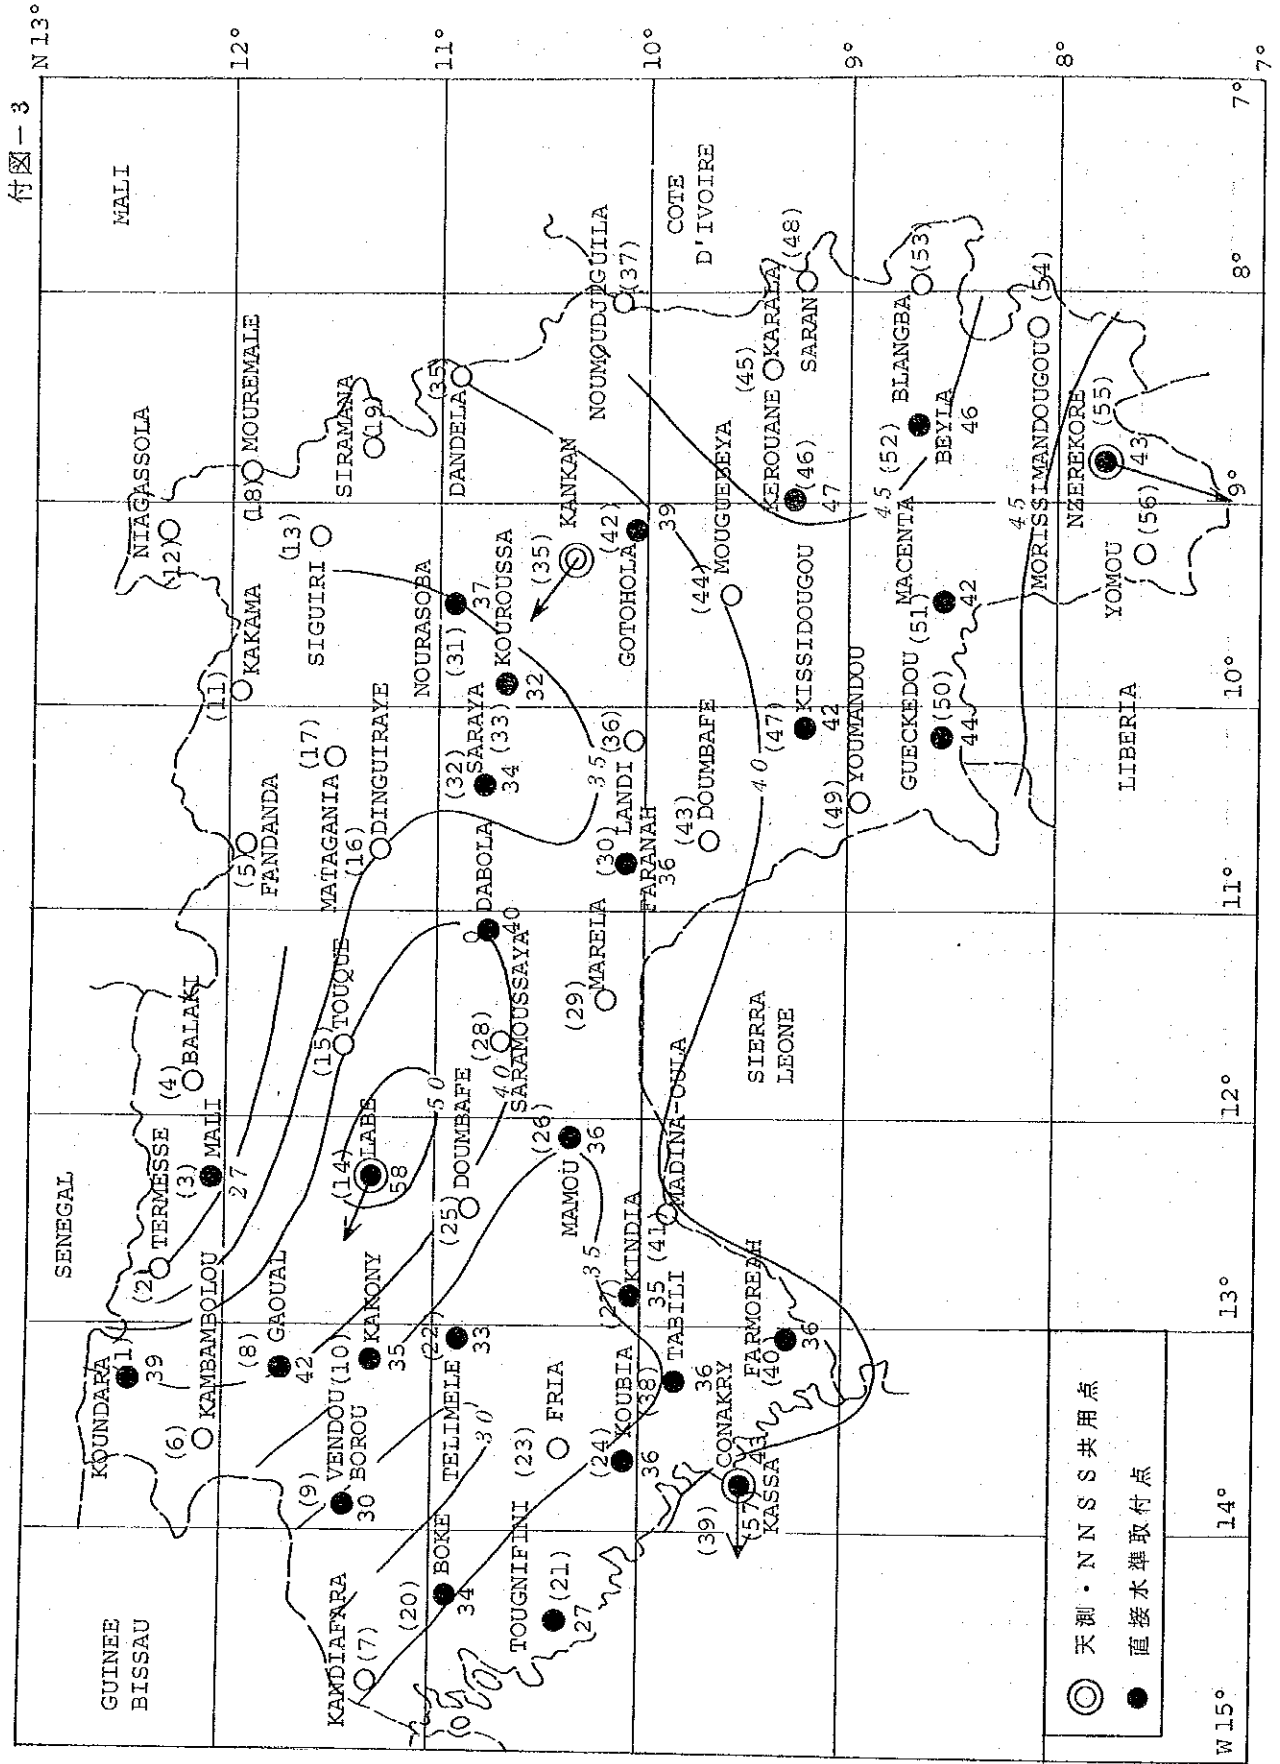 付図－3
N 13°
12°
11°
10°
9°
8°
7°
W 15°
14°
13°
12°
11°
10°
9°
8°
7°
SENEGAL
MALI
GUINEE
BISSAU
COTE
D'IVOIRE
SIERRA
LEONE
LIBERIA
KOUNDARA
(1)
39
(2)
TERMESSE
(3)
MALI
27
(4)
BALAKI
(5)
FANDANDA
(6)
KAMBAMBOLOU
KANDIAFARA
(7)
(8)
GAOUAL
42
(9)
VENDOU
BOROU
30
(10)
KAKONY
35
(11)
KAKAMA
NIAGASSOLA
(12)
(13)
SIGUIRI
(14)
LABE
58
(15)
TOUQUE
(16)
DINGUIRAYE
(17)
MATAGANIA
(18)
MOUREMALE
SIRAMANA
(19)
(20)
BOKE
34
TOUGNIFINI
(21)
27
(22)
TELIMELE
33
(23)
FRIA
(24)
KOUBIA
36
(25)
DOUMBAFE
(26)
MAMOU
36
(27)
KINDIA
35
(28)
SARAMOUSSAYA
DABOLA
40
(29)
MARELA
(30)
LANDI
FARANAH
36
(31)
NOURASOBA
37
(32)
SARAYA
34
(33)
KOUROUSSA
32
(35)
DANDELA
(35)
KANKAN
(36)
NOUMOUDJIGUILA
(37)
(38)
TABILI
36
(39)
CONAKRY
43
(57)
KASSA
FARMOREAH
(40)
36
(41)
MADINA-OULA
(42)
GOTOHOLA
39
(43)
DOUMBAFE
(44)
MOUGUEBEYA
(45)
KARALA
KEROUANE
(46)
47
(47)
KISSIDOUGOU
42
SARAN
(48)
(49)
YOUMANDOU
GUECKEDOU
(50)
44
MACENTA
(51)
42
(52)
BEYLA
46
BLANGBA
(53)
MORISSIMANDOUGOU
(54)
NZEREKORE
(55)
43
YOMOU
(56)
50
40
35
30
35
40
45
45
天測・NNSS共用点
直接水準取付点